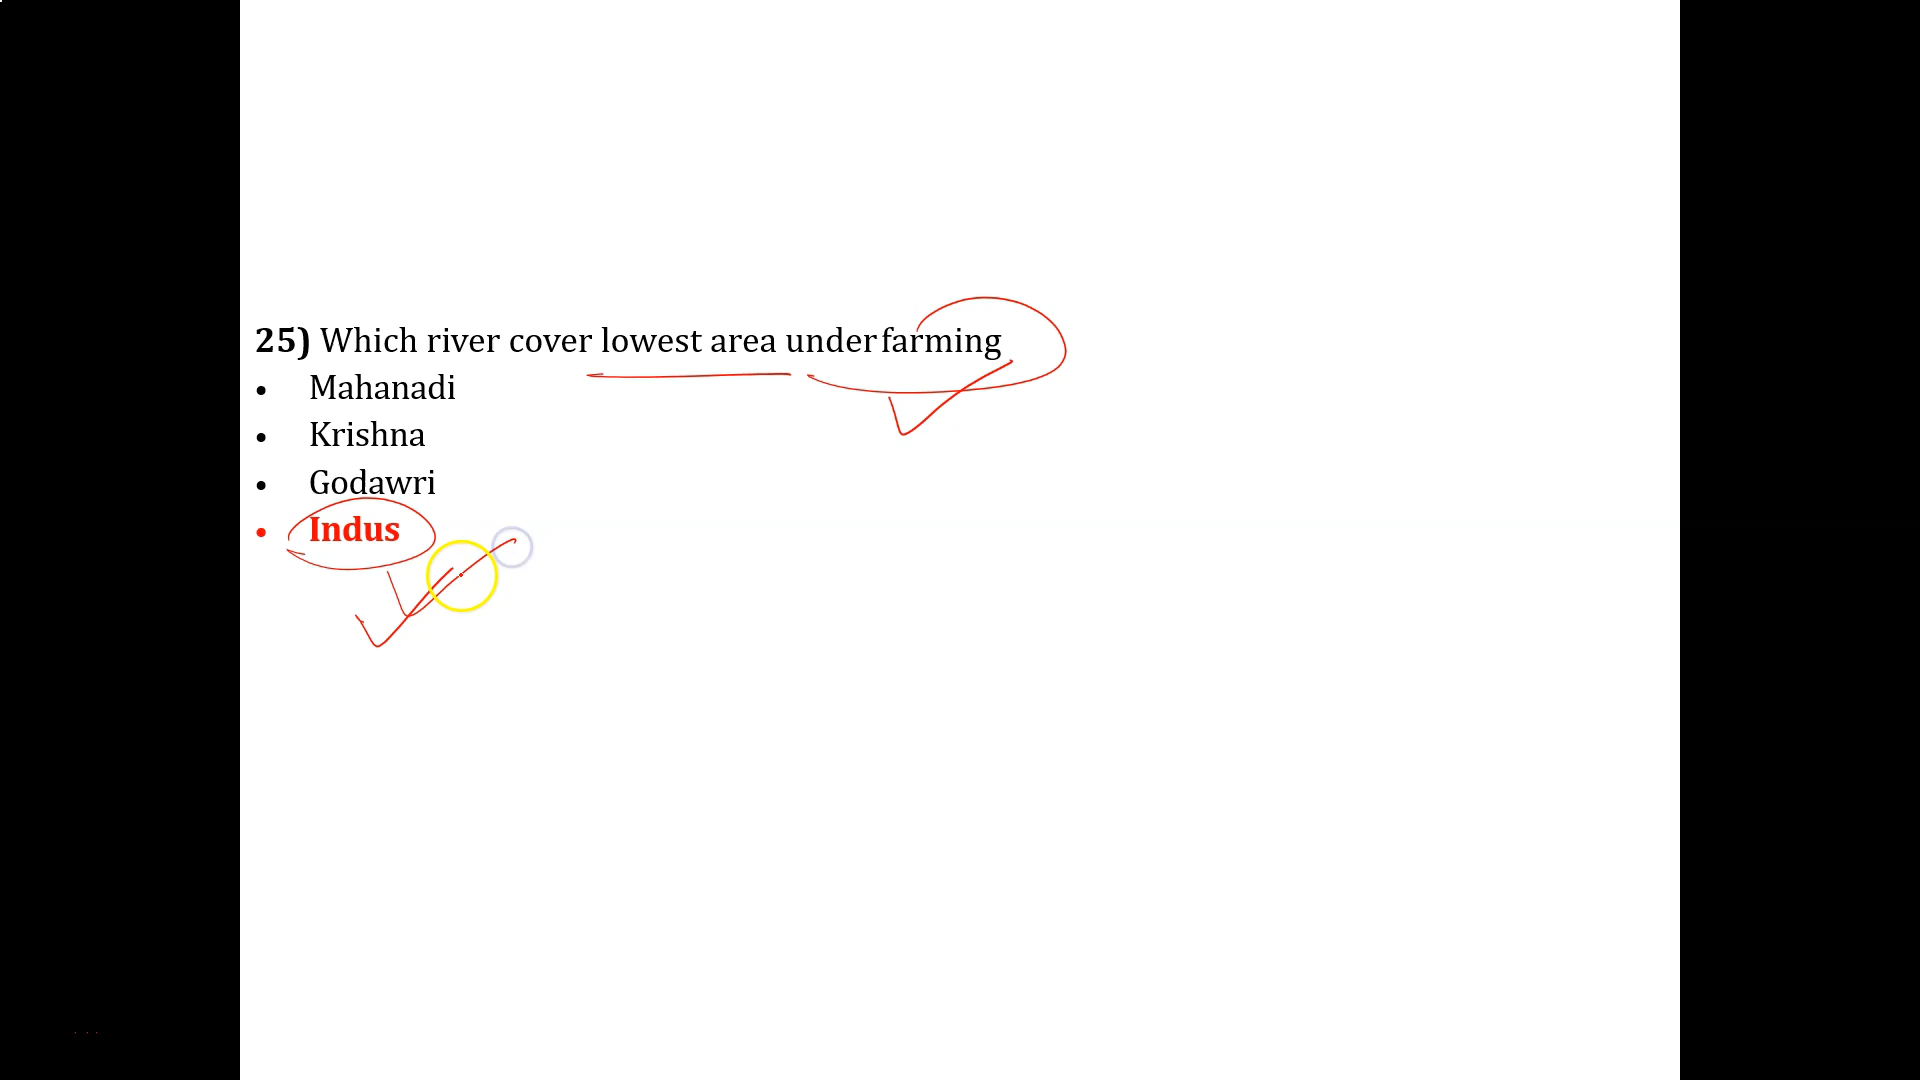 25) Which river cover lowest area under farming
• Mahanadi
• Krishna
• Godawri
• Indus